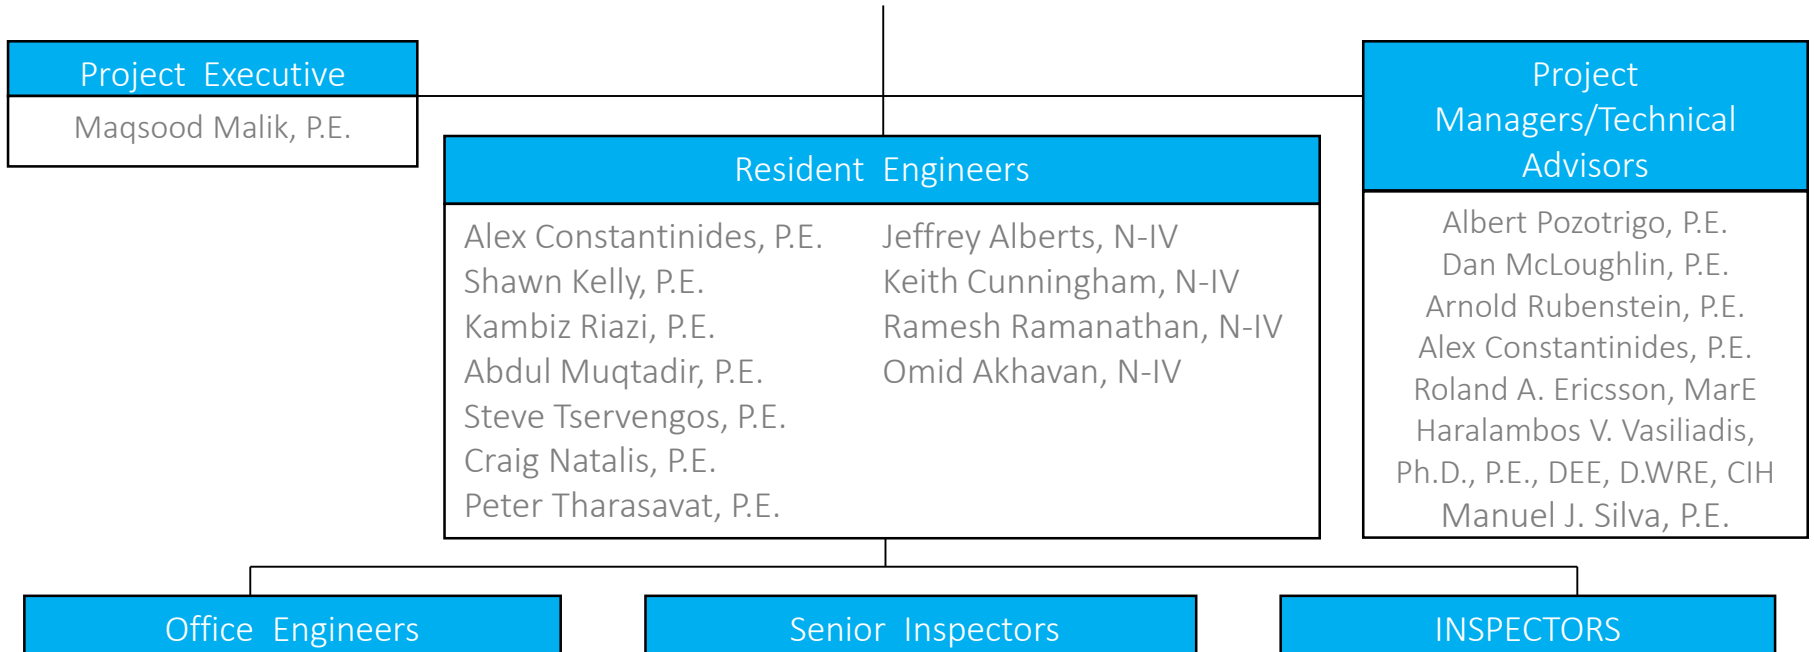 Project Executive
Maqsood Malik, P.E.
Project
Managers/Technical
Advisors
Albert Pozotrigo, P.E.
Dan McLoughlin, P.E.
Arnold Rubenstein, P.E.
Alex Constantinides, P.E.
Roland A. Ericsson, MarE
Haralambos V. Vasiliadis,
Ph.D., P.E., DEE, D.WRE, CIH
Manuel J. Silva, P.E.
Resident Engineers
Alex Constantinides, P.E.
Shawn Kelly, P.E.
Kambiz Riazi, P.E.
Abdul Muqtadir, P.E.
Steve Tservengos, P.E.
Craig Natalis, P.E.
Peter Tharasavat, P.E.
Jeffrey Alberts, N-IV
Keith Cunningham, N-IV
Ramesh Ramanathan, N-IV
Omid Akhavan, N-IV
Office Engineers
Senior Inspectors
INSPECTORS